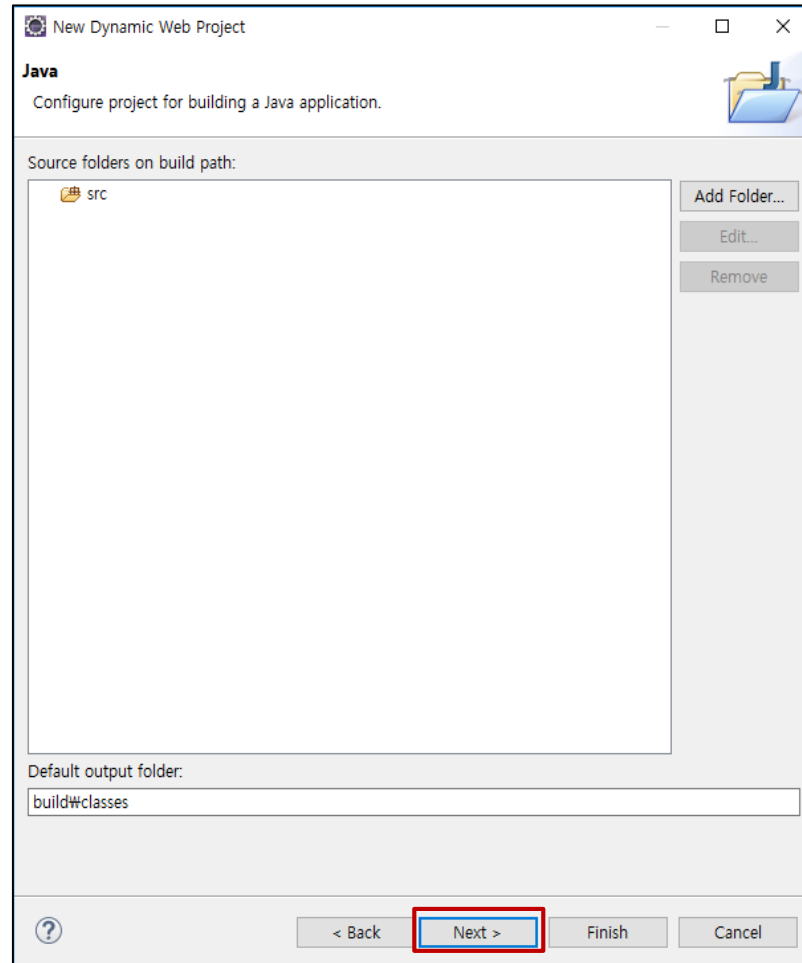 New Dynamic Web Project
Java
Configure project for building a Java application.
Source folders on build path:
src
Add Folder...
Edit...
Remove
Default output folder:
build₩classes
?
< Back
Next >
Finish
Cancel